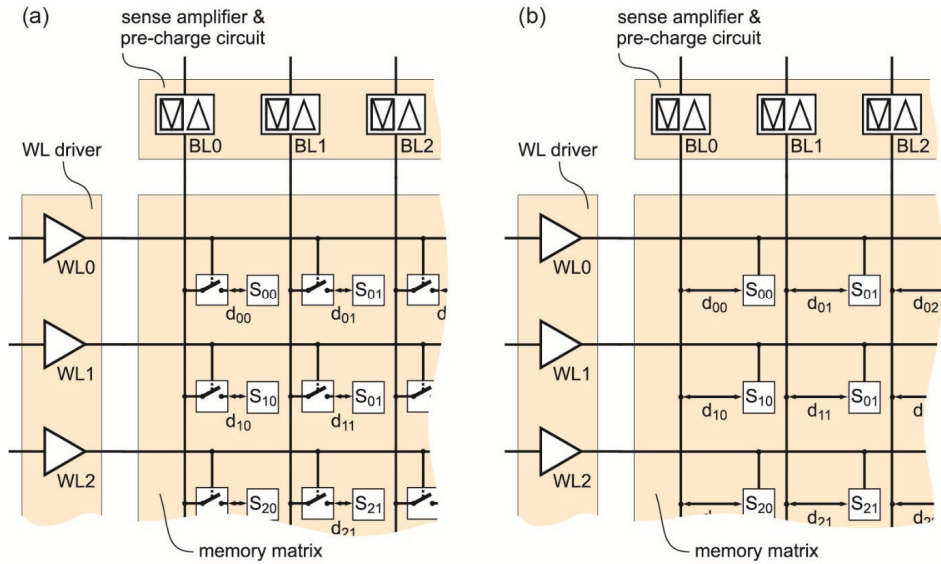 (a)
sense amplifier &
pre-charge circuit
BL0 BL1 BL2
WL driver
WL0
S00 S01
d00 d01 d
WL1
S10 S01
d10 d11
WL2
S20 S21
d21
memory matrix
(b)
sense amplifier &
pre-charge circuit
BL0 BL1 BL2
WL driver
WL0
S00 S01
d00 d01 d02
WL1
S10 S01
d10 d11 d
WL2
S20 S21
d d21
memory matrix